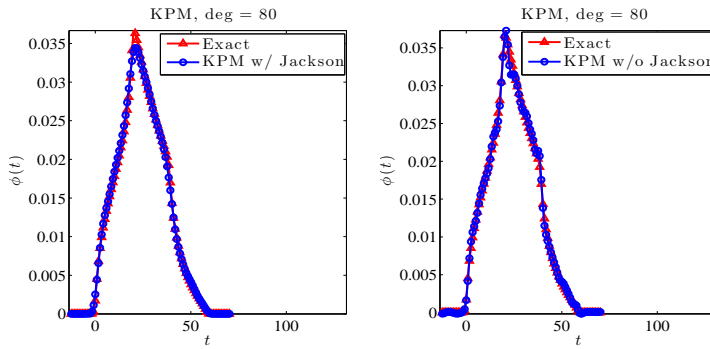 KPM, deg = 80
0.035
0.03
0.025
0.02
0.015
0.01
0.005
0
ϕ(t)
Exact
KPM w/ Jackson
0 50 100
t
KPM, deg = 80
0.035
0.03
0.025
0.02
0.015
0.01
0.005
0
ϕ(t)
Exact
KPM w/o Jackson
0 50 100
t